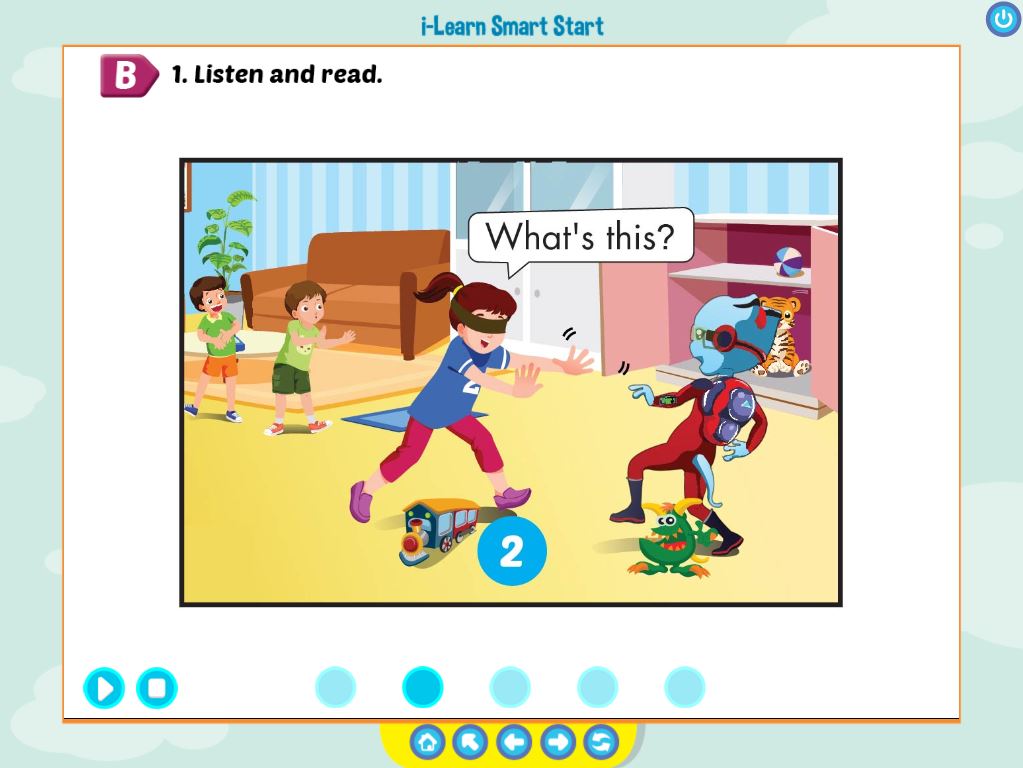 i-Learn Smart Start
B 1. Listen and read.
What's this?
2
2